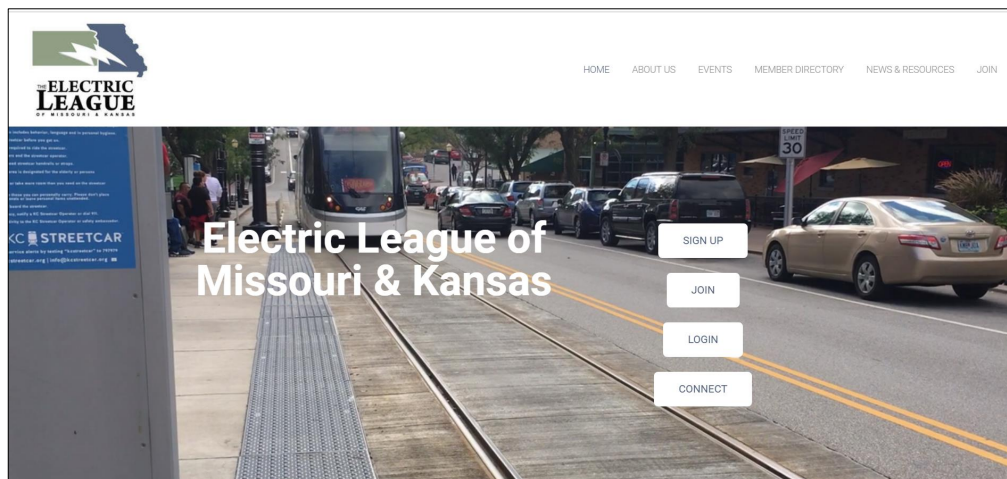 THE ELECTRIC
LEAGUE
OF MISSOURI & KANSAS
HOME ABOUT US EVENTS MEMBER DIRECTORY NEWS & RESOURCES JOIN
SPEED
LIMIT
30
OPEN
KC STREETCAR
Electric League of
Missouri & Kansas
SIGN UP
JOIN
LOGIN
CONNECT